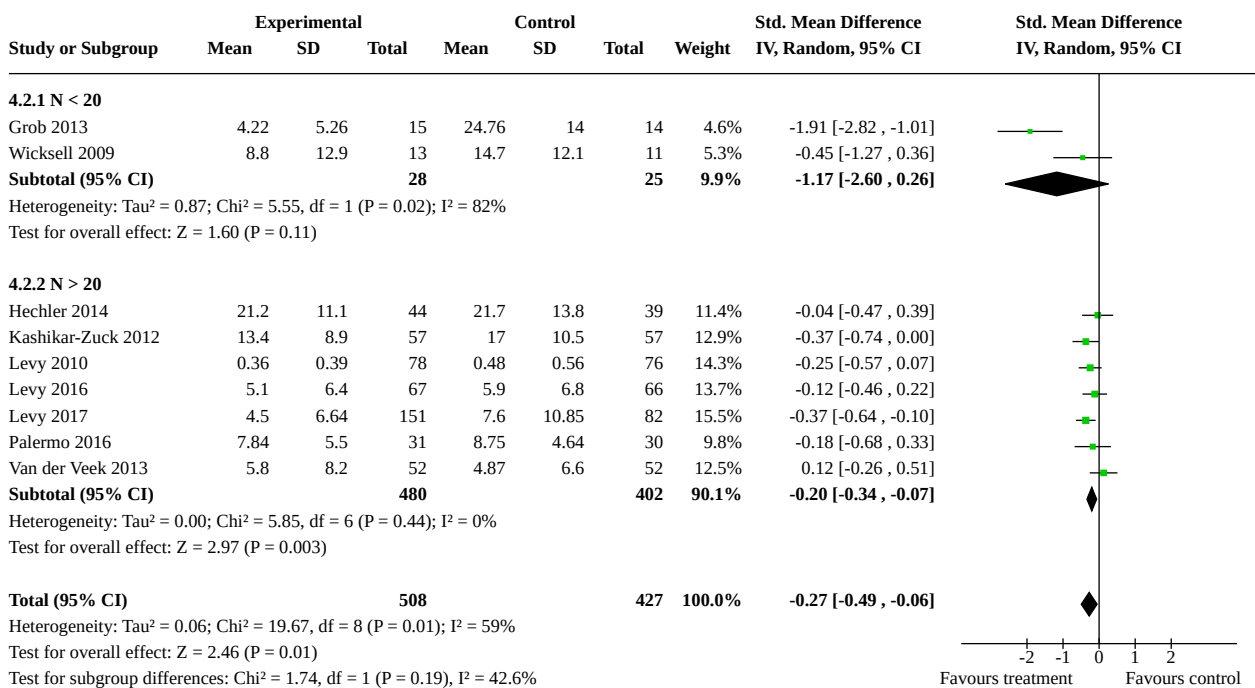 Experimental Control Std. Mean Difference Std. Mean Difference
Study or Subgroup Mean SD Total Mean SD Total Weight IV, Random, 95% CI IV, Random, 95% CI
4.2.1 N < 20
Grob 2013 4.22 5.26 15 24.76 14 14 4.6% -1.91 [-2.82 , -1.01]
Wicksell 2009 8.8 12.9 13 14.7 12.1 11 5.3% -0.45 [-1.27 , 0.36]
Subtotal (95% CI) 28 25 9.9% -1.17 [-2.60 , 0.26]
Heterogeneity: Tau² = 0.87; Chi² = 5.55, df = 1 (P = 0.02); I² = 82%
Test for overall effect: Z = 1.60 (P = 0.11)
4.2.2 N > 20
Hechler 2014 21.2 11.1 44 21.7 13.8 39 11.4% -0.04 [-0.47 , 0.39]
Kashikar-Zuck 2012 13.4 8.9 57 17 10.5 57 12.9% -0.37 [-0.74 , 0.00]
Levy 2010 0.36 0.39 78 0.48 0.56 76 14.3% -0.25 [-0.57 , 0.07]
Levy 2016 5.1 6.4 67 5.9 6.8 66 13.7% -0.12 [-0.46 , 0.22]
Levy 2017 4.5 6.64 151 7.6 10.85 82 15.5% -0.37 [-0.64 , -0.10]
Palermo 2016 7.84 5.5 31 8.75 4.64 30 9.8% -0.18 [-0.68 , 0.33]
Van der Veek 2013 5.8 8.2 52 4.87 6.6 52 12.5% 0.12 [-0.26 , 0.51]
Subtotal (95% CI) 480 402 90.1% -0.20 [-0.34 , -0.07]
Heterogeneity: Tau² = 0.00; Chi² = 5.85, df = 6 (P = 0.44); I² = 0%
Test for overall effect: Z = 2.97 (P = 0.003)
Total (95% CI) 508 427 100.0% -0.27 [-0.49 , -0.06]
Heterogeneity: Tau² = 0.06; Chi² = 19.67, df = 8 (P = 0.01); I² = 59%
Test for overall effect: Z = 2.46 (P = 0.01) -2 -1 0 1 2
Test for subgroup differences: Chi² = 1.74, df = 1 (P = 0.19), I² = 42.6% Favours treatment Favours control